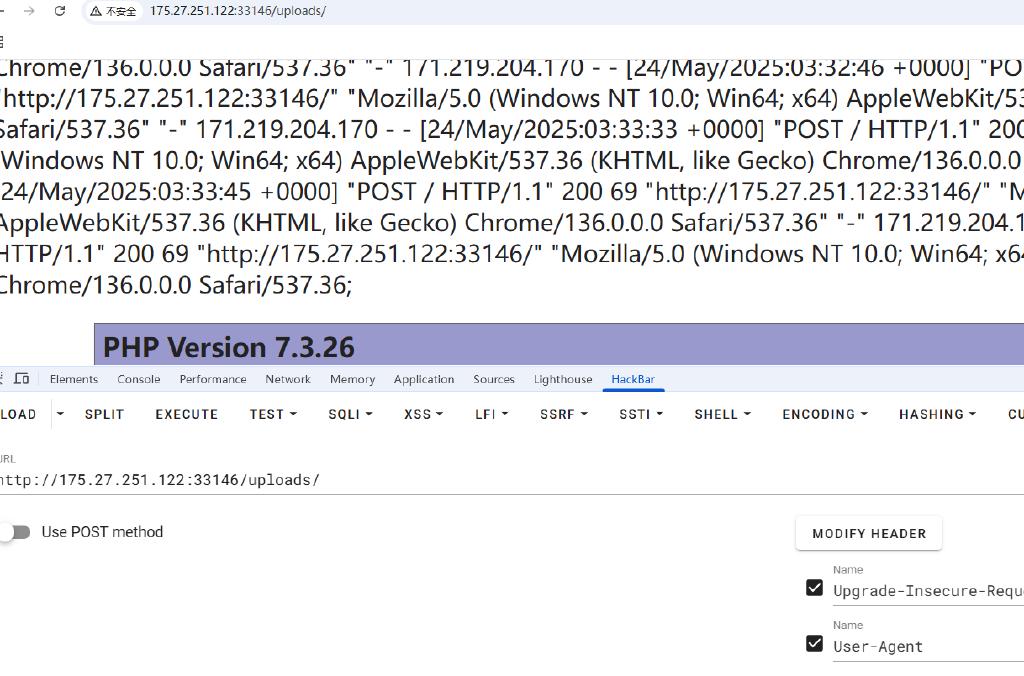 不安全 175.27.251.122:33146/uploads/
Chrome/136.0.0.0 Safari/537.36" "-" 171.219.204.170 - - [24/May/2025:03:32:46 +0000] "PO
"http://175.27.251.122:33146/" "Mozilla/5.0 (Windows NT 10.0; Win64; x64) AppleWebKit/53
Safari/537.36" "-" 171.219.204.170 - - [24/May/2025:03:33:33 +0000] "POST / HTTP/1.1" 200
Windows NT 10.0; Win64; x64) AppleWebKit/537.36 (KHTML, like Gecko) Chrome/136.0.0.0
24/May/2025:03:33:45 +0000] "POST / HTTP/1.1" 200 69 "http://175.27.251.122:33146/" "M
AppleWebKit/537.36 (KHTML, like Gecko) Chrome/136.0.0.0 Safari/537.36" "-" 171.219.204.1
HTTP/1.1" 200 69 "http://175.27.251.122:33146/" "Mozilla/5.0 (Windows NT 10.0; Win64; x64
Chrome/136.0.0.0 Safari/537.36;
PHP Version 7.3.26
Elements Console Performance Network Memory Application Sources Lighthouse HackBar
LOAD SPLIT EXECUTE TEST SQLI XSS LFI SSRF SSTI SHELL ENCODING HASHING CU
URL
http://175.27.251.122:33146/uploads/
Use POST method
MODIFY HEADER
Name
Upgrade-Insecure-Reque
Name
User-Agent